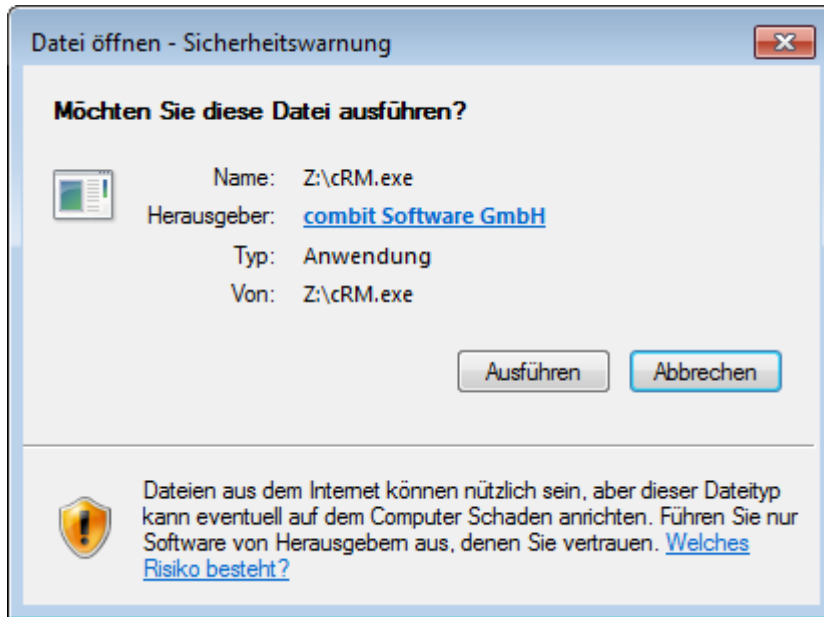 Datei öffnen - Sicherheitswarnung
Möchten Sie diese Datei ausführen?
Name: Z:\cRM.exe
Herausgeber: combit Software GmbH
Typ: Anwendung
Von: Z:\cRM.exe
Ausführen Abbrechen
Dateien aus dem Internet können nützlich sein, aber dieser Dateityp
kann eventuell auf dem Computer Schaden anrichten. Führen Sie nur
Software von Herausgebern aus, denen Sie vertrauen. Welches
Risiko besteht?